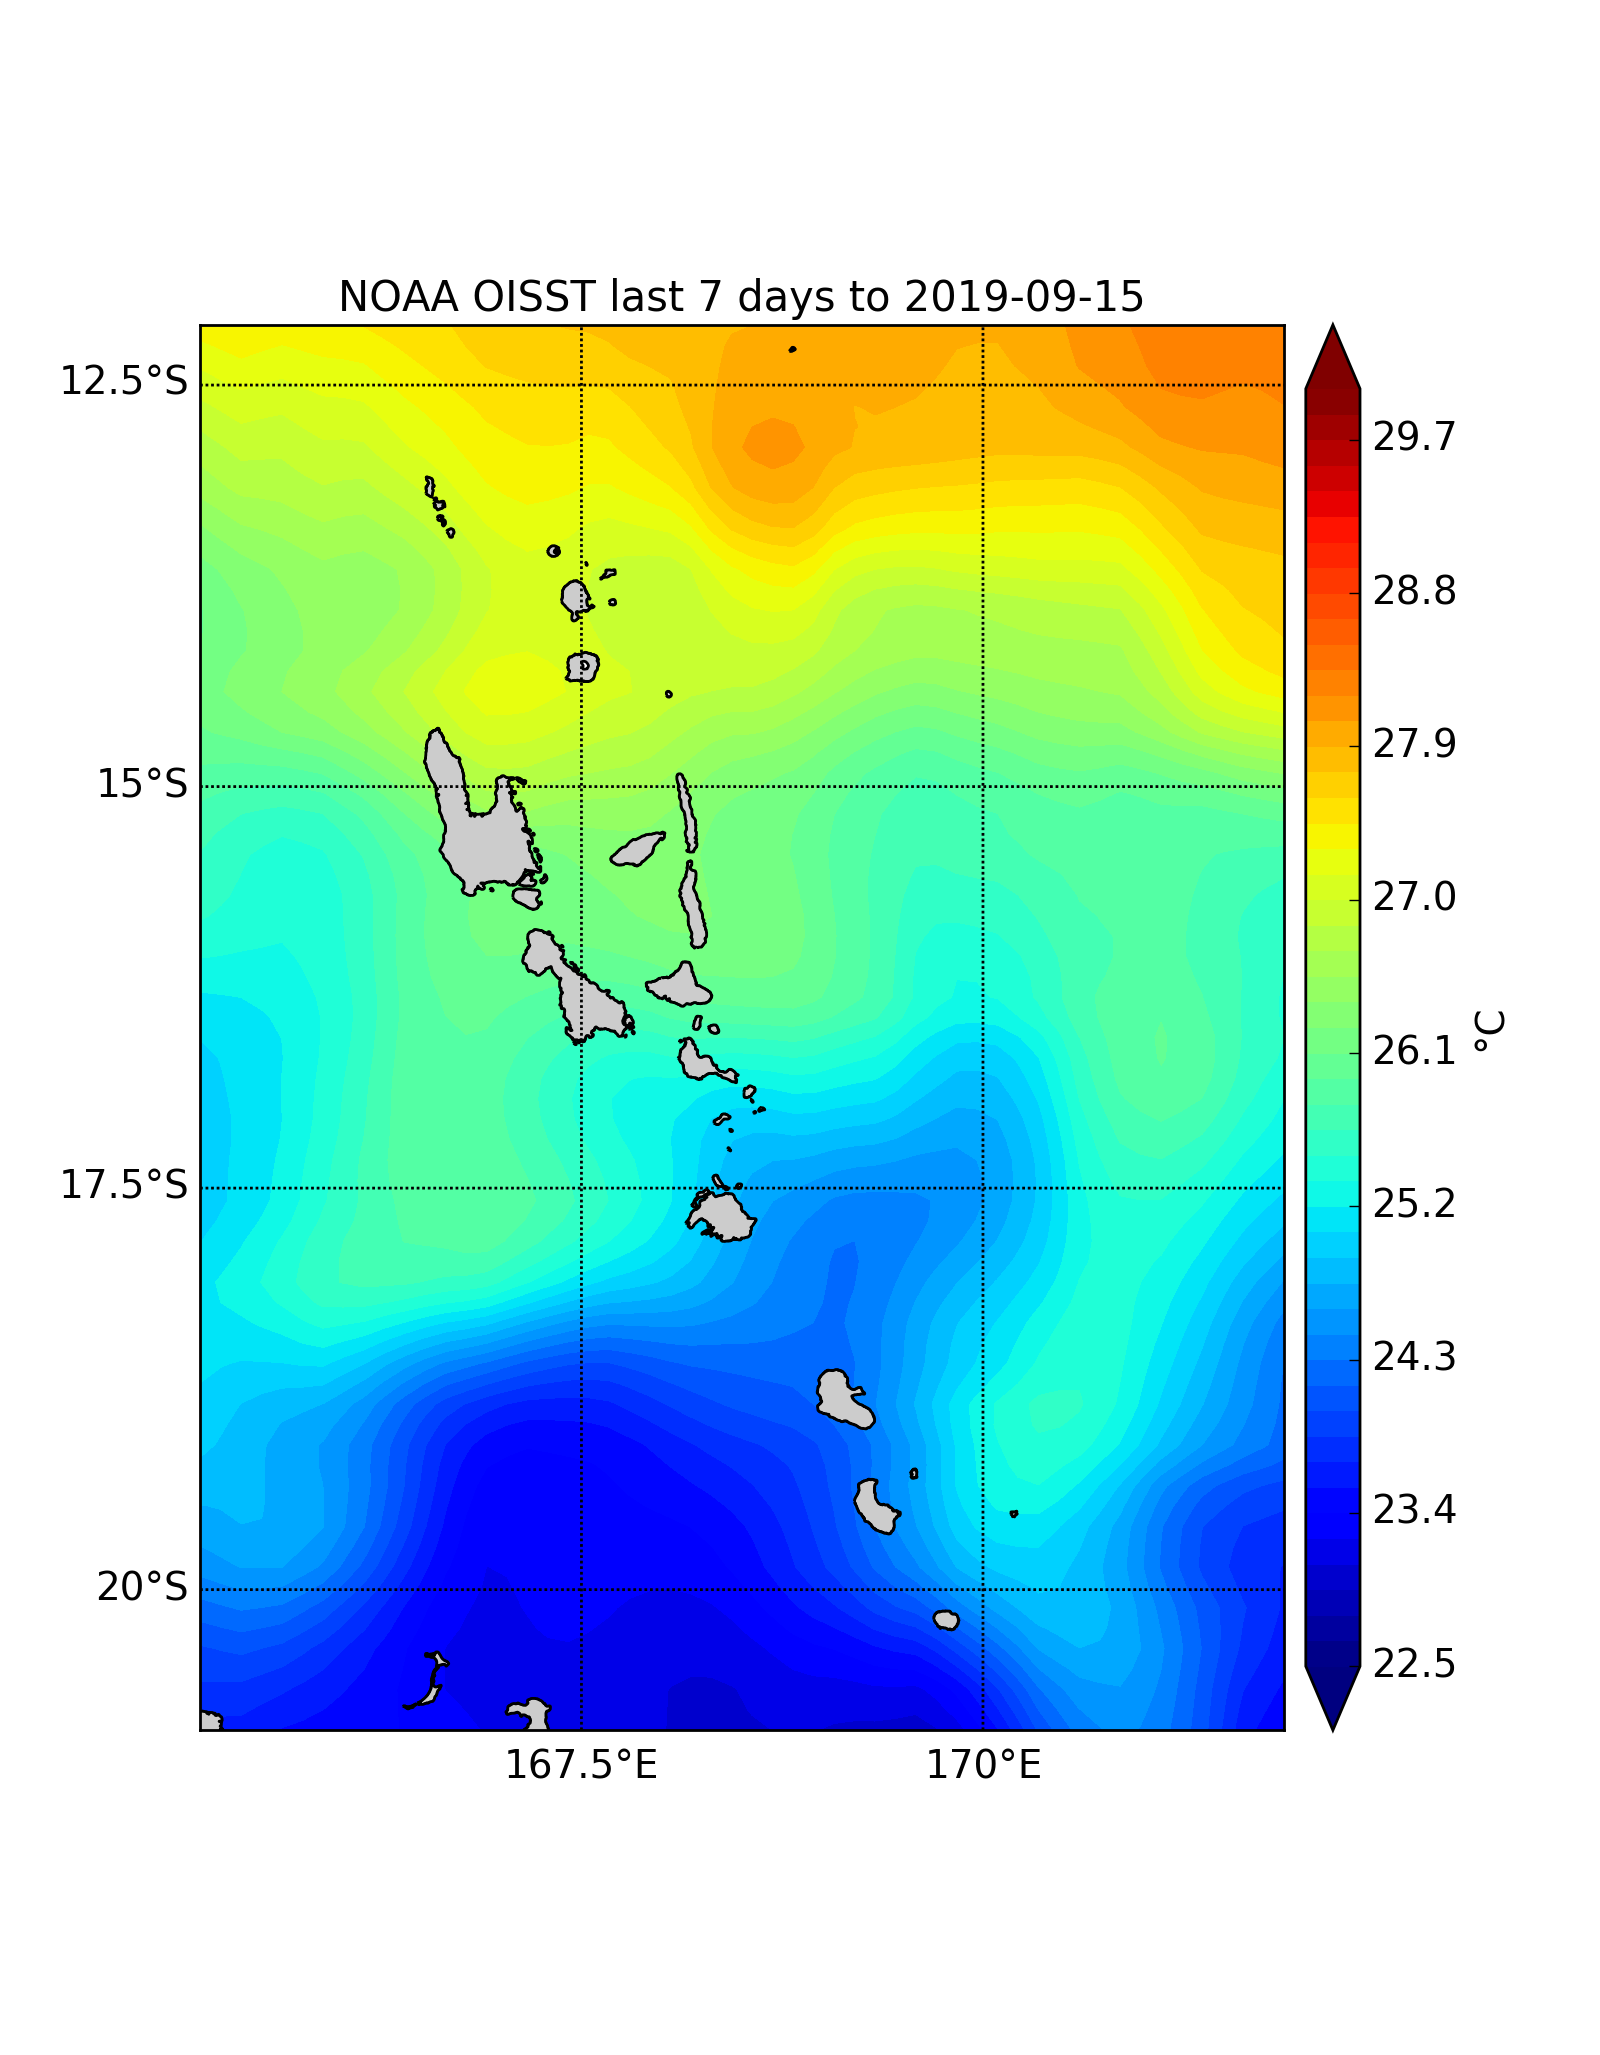 NOAA OISST last 7 days to 2019-09-15
12.5°S
15°S
17.5°S
20°S
167.5°E
170°E
29.7
28.8
27.9
27.0
26.1
25.2
24.3
23.4
22.5
°C